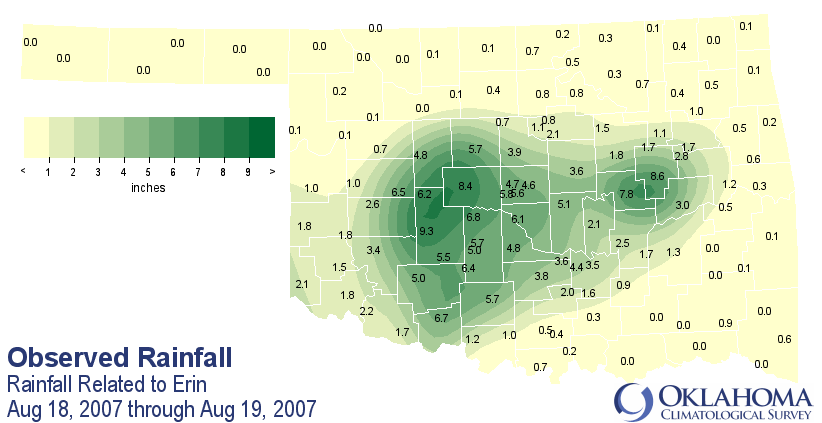 0.0 0.1
0.0 0.0 0.0 0.0 0.0 0.0 0.1 0.1 0.7 0.2 0.3 0.1 0.4 0.0
0.0 0.0 0.0 0.5 0.3 0.7 0.1
0.2 0.1 0.4 0.8 0.8 0.4 0.5
0.0 1.0
0.1 0.1 0.1 0.7 1.1 0.8 2.1 1.5 1.1 0.5 0.2
0.7 4.8 5.7 3.9 1.8 1.7 2.8 1.7 0.6
1.0 1.0 6.5 6.2 8.4 4.7 4.6 3.6 7.8 8.6 1.2 0.3
2.6 5.8 5.6 5.1 3.0 0.5
1.8 1.8 9.3 6.8 6.1 2.1 0.1
3.4 5.5 5.7 5.0 4.8 2.5 1.7 1.3 0.0
1.5 5.0 6.4 3.8 3.6 4.4 3.5 0.0 0.1
2.1 1.8 5.7 2.0 1.6 0.9
2.2 6.7 0.3 0.0 0.0 0.9 0.0
1.7 1.2 1.0 0.5 0.4 0.0 0.6
0.7 0.2 0.0 0.0
< 1 2 3 4 5 6 7 8 9 >
inches
Observed Rainfall
Rainfall Related to Erin
Aug 18, 2007 through Aug 19, 2007
OKLAHOMA
CLIMATOLOGICAL SURVEY